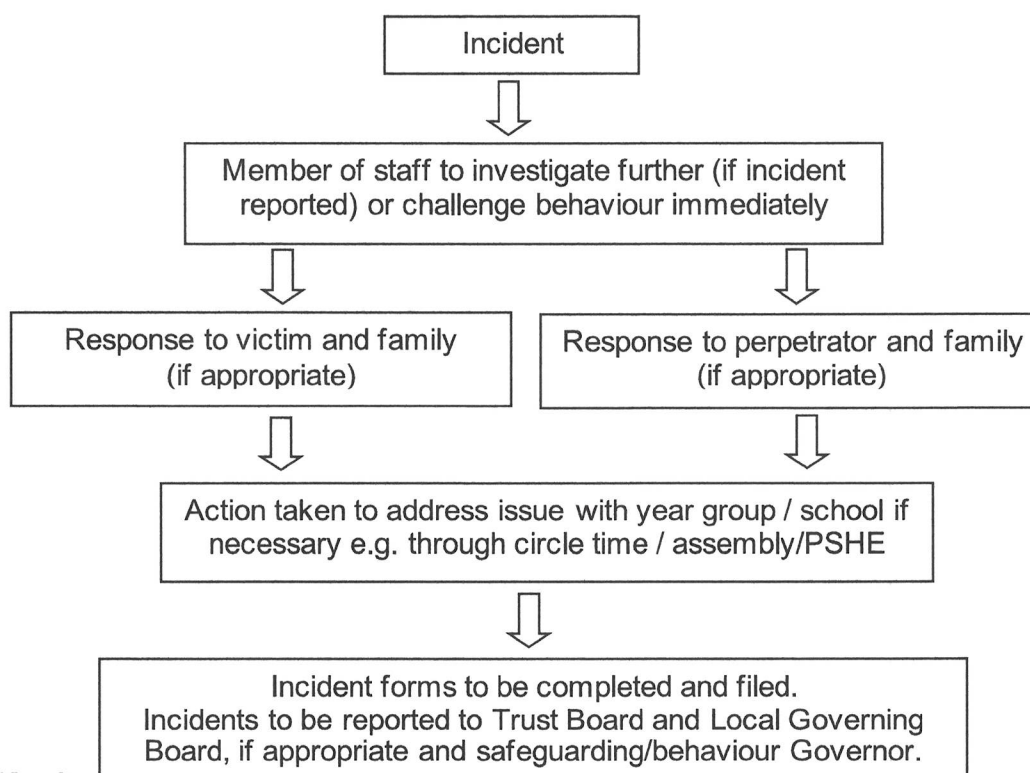 Incident
Member of staff to investigate further (if incident
reported) or challenge behaviour immediately
Response to victim and family
(if appropriate)
Response to perpetrator and family
(if appropriate)
Action taken to address issue with year group / school if
necessary e.g. through circle time / assembly/PSHE
Incident forms to be completed and filed.
Incidents to be reported to Trust Board and Local Governing
Board, if appropriate and safeguarding/behaviour Governor.